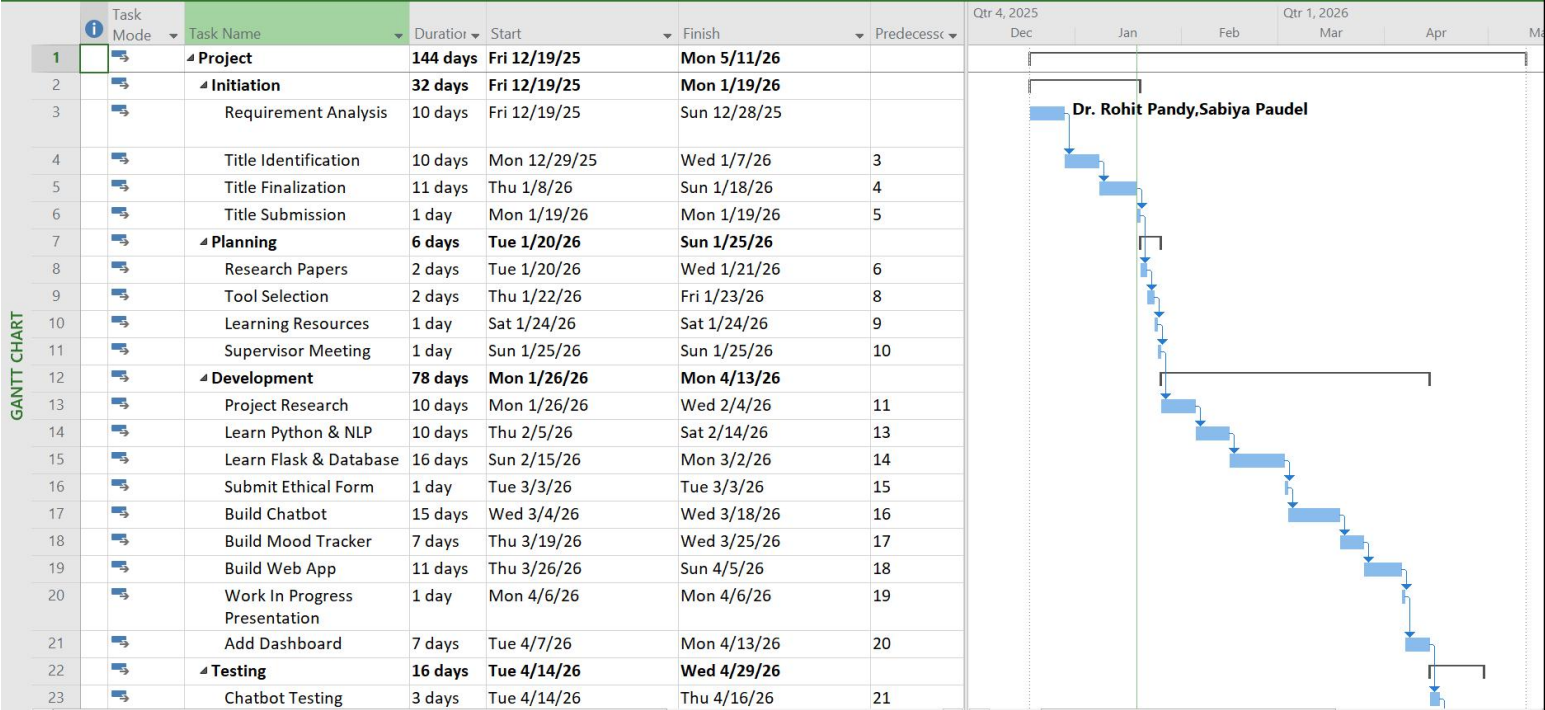 Qtr 4, 2025 Qtr 1, 2026
Task Mode Task Name Duration Start Finish Predecesso Dec Jan Feb Mar Apr Ma
1 Project 144 days Fri 12/19/25 Mon 5/11/26
2 Initiation 32 days Fri 12/19/25 Mon 1/19/26
3 Requirement Analysis 10 days Fri 12/19/25 Sun 12/28/25 Dr. Rohit Pandy,Sabiya Paudel
4 Title Identification 10 days Mon 12/29/25 Wed 1/7/26 3
5 Title Finalization 11 days Thu 1/8/26 Sun 1/18/26 4
6 Title Submission 1 day Mon 1/19/26 Mon 1/19/26 5
7 Planning 6 days Tue 1/20/26 Sun 1/25/26
8 Research Papers 2 days Tue 1/20/26 Wed 1/21/26 6
9 Tool Selection 2 days Thu 1/22/26 Fri 1/23/26 8
10 Learning Resources 1 day Sat 1/24/26 Sat 1/24/26 9
11 Supervisor Meeting 1 day Sun 1/25/26 Sun 1/25/26 10
12 Development 78 days Mon 1/26/26 Mon 4/13/26
13 Project Research 10 days Mon 1/26/26 Wed 2/4/26 11
14 Learn Python & NLP 10 days Thu 2/5/26 Sat 2/14/26 13
15 Learn Flask & Database 16 days Sun 2/15/26 Mon 3/2/26 14
16 Submit Ethical Form 1 day Tue 3/3/26 Tue 3/3/26 15
17 Build Chatbot 15 days Wed 3/4/26 Wed 3/18/26 16
18 Build Mood Tracker 7 days Thu 3/19/26 Wed 3/25/26 17
19 Build Web App 11 days Thu 3/26/26 Sun 4/5/26 18
20 Work In Progress Presentation 1 day Mon 4/6/26 Mon 4/6/26 19
21 Add Dashboard 7 days Tue 4/7/26 Mon 4/13/26 20
22 Testing 16 days Tue 4/14/26 Wed 4/29/26
23 Chatbot Testing 3 days Tue 4/14/26 Thu 4/16/26 21
GANTT CHART